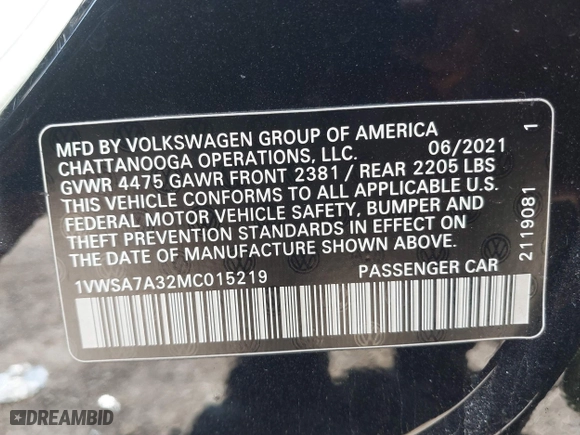 MFD BY VOLKSWAGEN GROUP OF AMERICA
CHATTANOOGA OPERATIONS, LLC. 06/2021
GVWR 4475 GAWR FRONT 2381 / REAR 2205 LBS
THIS VEHICLE CONFORMS TO ALL APPLICABLE U.S.
FEDERAL MOTOR VEHICLE SAFETY, BUMPER AND
THEFT PREVENTION STANDARDS IN EFFECT ON
THE DATE OF MANUFACTURE SHOWN ABOVE.
1VWSA7A32MC015219 PASSENGER CAR
2119081 1
DREAMBID